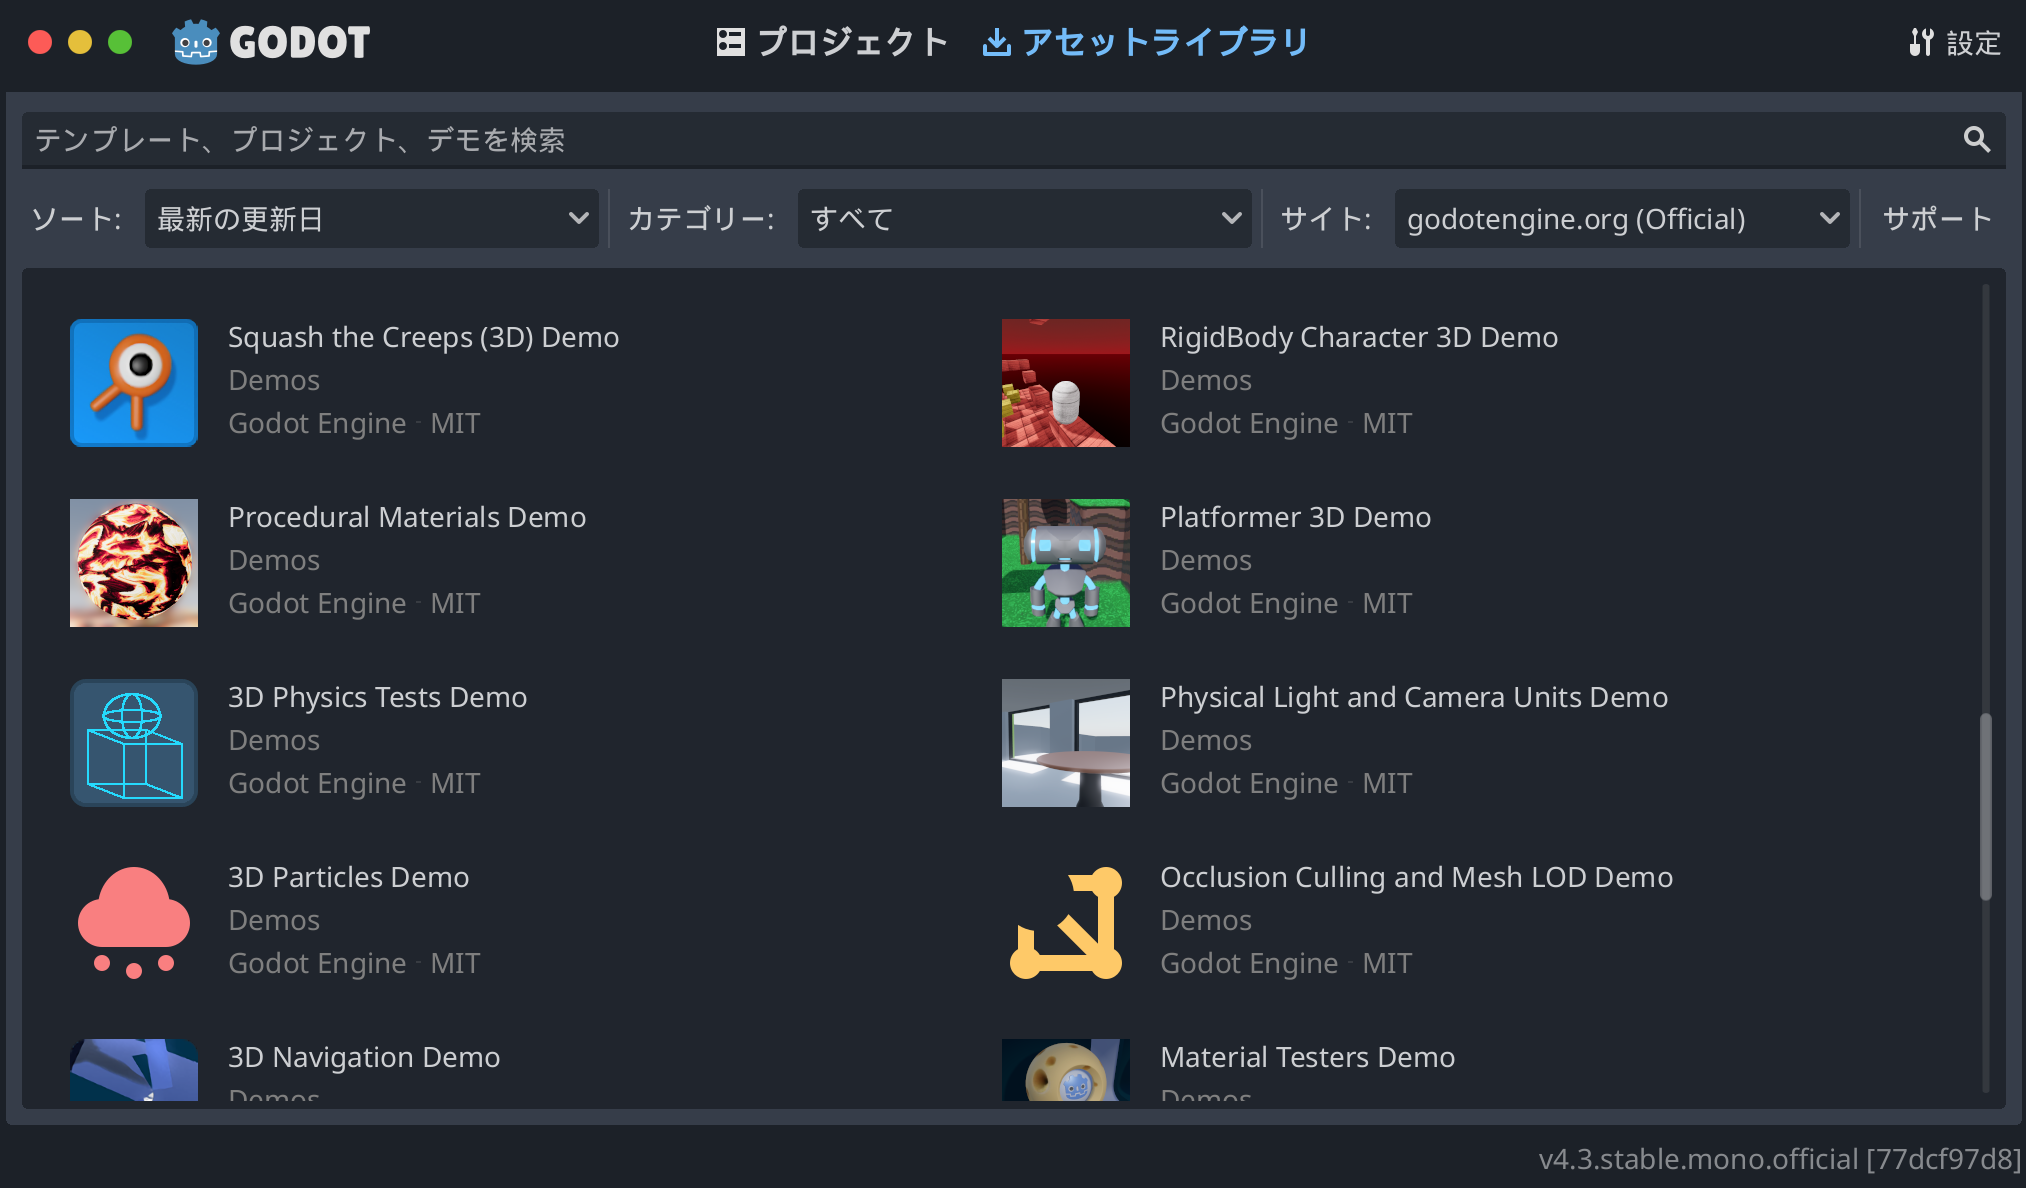 GODOT
プロジェクト
アセットライブラリ
設定
テンプレート、プロジェクト、デモを検索
ソート: 最新の更新日 カテゴリー: すべて サイト: godotengine.org (Official) サポート
Squash the Creeps (3D) Demo
Demos
Godot Engine - MIT
RigidBody Character 3D Demo
Demos
Godot Engine - MIT
Procedural Materials Demo
Demos
Godot Engine - MIT
Platformer 3D Demo
Demos
Godot Engine - MIT
3D Physics Tests Demo
Demos
Godot Engine - MIT
Physical Light and Camera Units Demo
Demos
Godot Engine - MIT
3D Particles Demo
Demos
Godot Engine - MIT
Occlusion Culling and Mesh LOD Demo
Demos
Godot Engine - MIT
3D Navigation Demo
Demos
Material Testers Demo
Demos
v4.3.stable.mono.official [77dcf97d8]